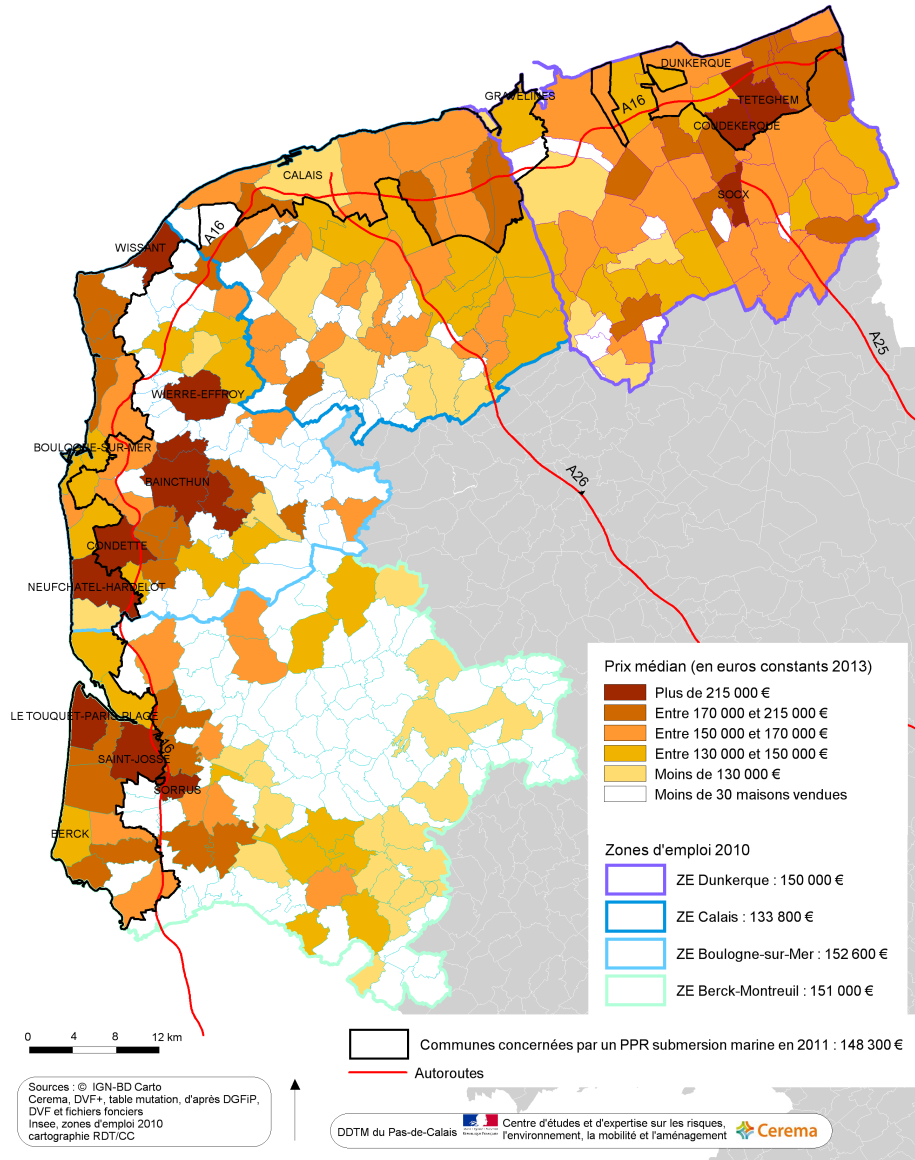 DUNKERQUE
GRAVELINES
A16
TETEGHEM
COUDEKERQUE
CALAIS
SOCX
A16
WISSANT
A25
WIERRE-EFFROY
BOULOGNE-SUR-MER
A26
BAINCTHUN
CONDETTE
NEUFCHATEL-HARDELOT
LE TOUQUET-PARIS-PLAGE
A16
SAINT-JOSSE
SORRUS
BERCK
Prix médian (en euros constants 2013)
Plus de 215 000 €
Entre 170 000 et 215 000 €
Entre 150 000 et 170 000 €
Entre 130 000 et 150 000 €
Moins de 130 000 €
Moins de 30 maisons vendues
Zones d'emploi 2010
ZE Dunkerque : 150 000 €
ZE Calais : 133 800 €
ZE Boulogne-sur-Mer : 152 600 €
ZE Berck-Montreuil : 151 000 €
0 4 8 12 km
Communes concernées par un PPR submersion marine en 2011 : 148 300 €
Autoroutes
Sources : © IGN-BD Carto
Cerema, DVF+, table mutation, d'après DGFiP,
DVF et fichiers fonciers
Insee, zones d'emploi 2010
cartographie RDT/CC
DDTM du Pas-de-Calais
Centre d'études et d'expertise sur les risques,
l'environnement, la mobilité et l'aménagement
Cerema